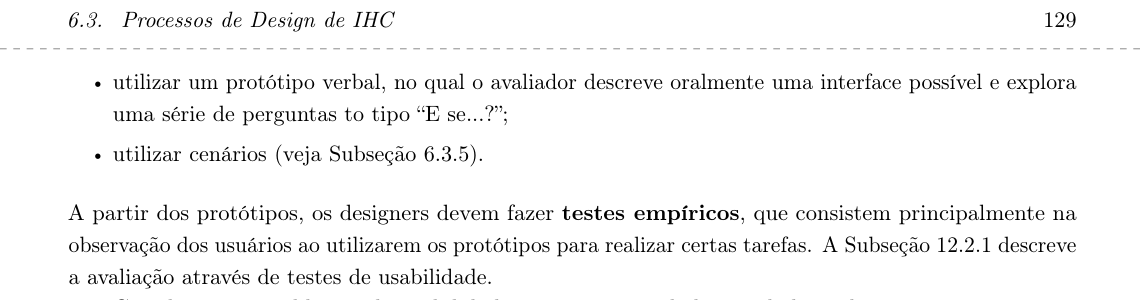 6.3. Processos de Design de IHC 129
• utilizar um protótipo verbal, no qual o avaliador descreve oralmente uma interface possível e explora
uma série de perguntas to tipo “E se...?”;
• utilizar cenários (veja Subseção 6.3.5).
A partir dos protótipos, os designers devem fazer testes empíricos, que consistem principalmente na
observação dos usuários ao utilizarem os protótipos para realizar certas tarefas. A Subseção 12.2.1 descreve
a avaliação através de testes de usabilidade.